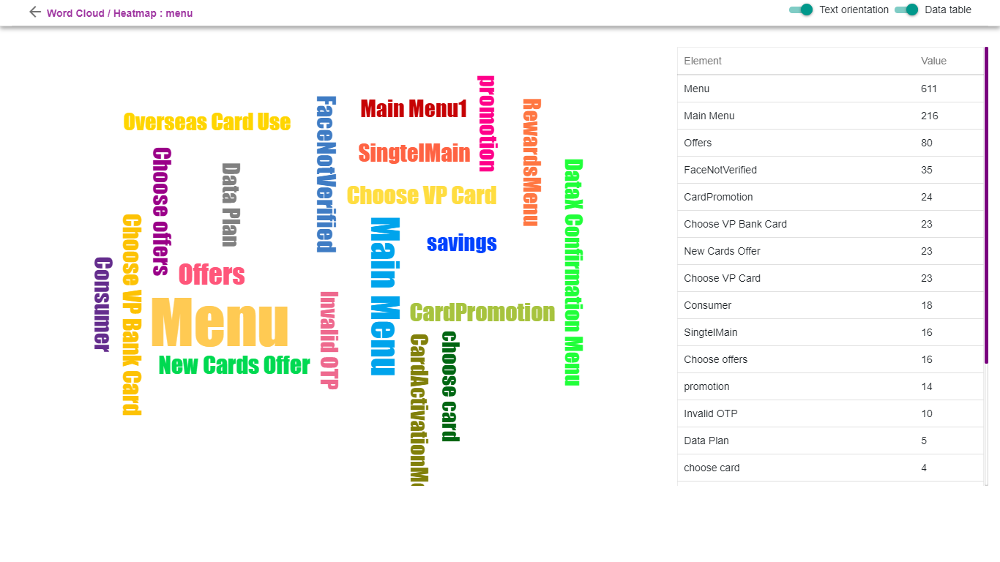 Word Cloud / Heatmap : menu
Text orientation
Data table
promotion
FaceNotVerified
Main Menu1
RewardsMenu
Overseas Card Use
SingtelMain
Choose offers
DataX Confirmation Menu
Data Plan
Choose VP Card
Choose VP Bank Card
Main Menu
savings
Consumer
Offers
Invalid OTP
Menu
CardPromotion
choose card
New Cards Offer
Element Value
Menu 611
Main Menu 216
Offers 80
FaceNotVerified 35
CardPromotion 24
Choose VP Bank Card 23
New Cards Offer 23
Choose VP Card 23
Consumer 18
SingtelMain 16
Choose offers 16
promotion 14
Invalid OTP 10
Data Plan 5
choose card 4